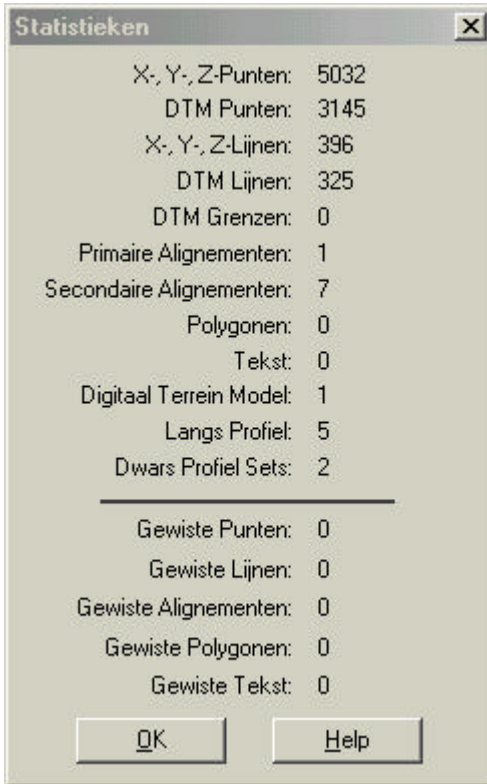 Statistieken
X-, Y-, Z-Punten: 5032
DTM Punten: 3145
X-, Y-, Z-Lijnen: 396
DTM Lijnen: 325
DTM Grenzen: 0
Primaire Alignementen: 1
Secondaire Alignementen: 7
Polygonen: 0
Tekst: 0
Digitaal Terrein Model: 1
Langs Profiel: 5
Dwars Profiel Sets: 2
Gewiste Punten: 0
Gewiste Lijnen: 0
Gewiste Alignementen: 0
Gewiste Polygonen: 0
Gewiste Tekst: 0
OK Help